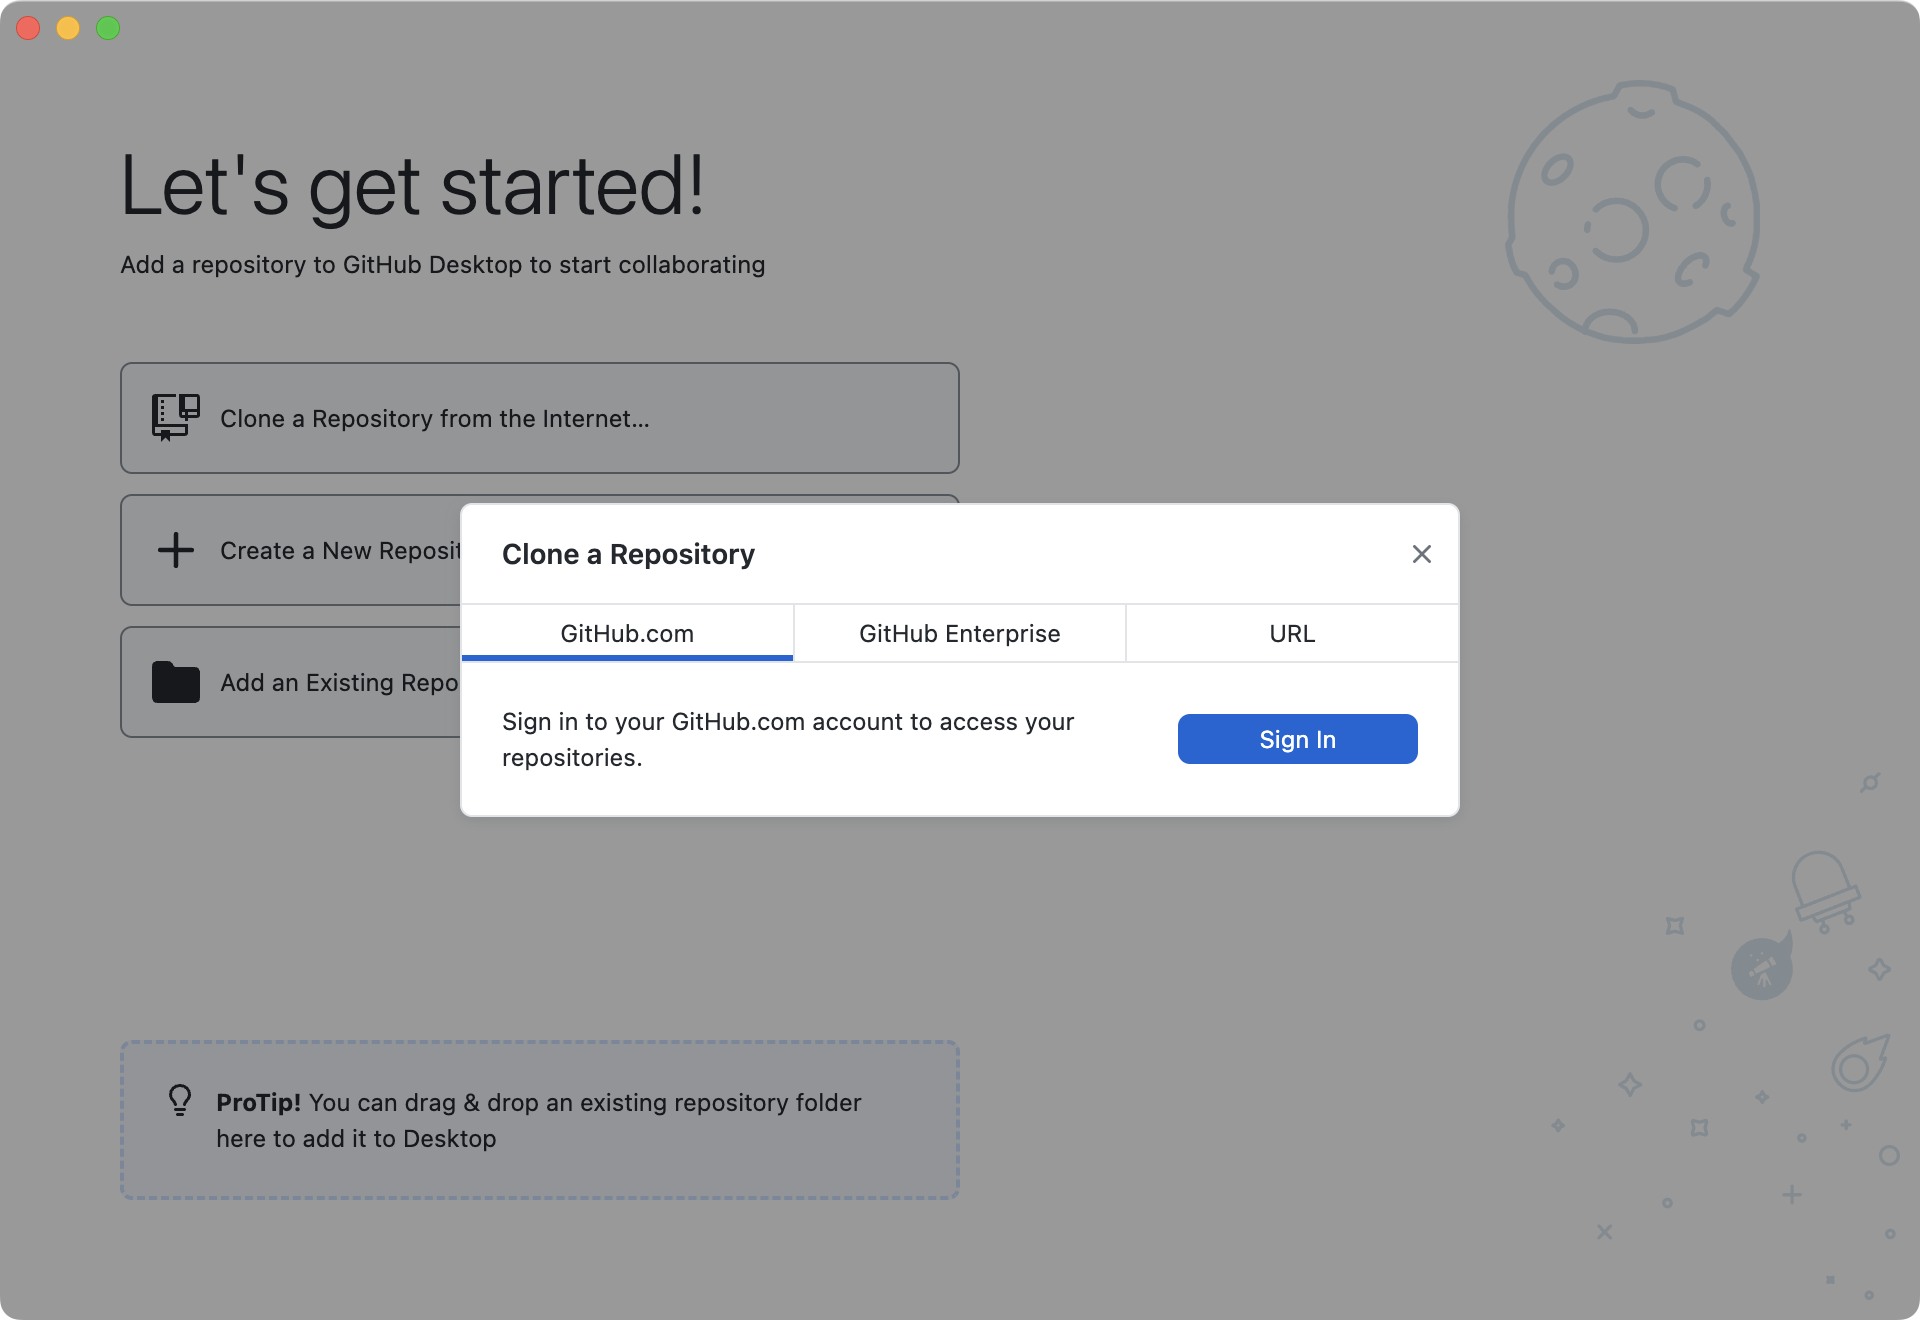 Let's get started!
Add a repository to GitHub Desktop to start collaborating
Clone a Repository from the Internet...
Create a New Reposit
Add an Existing Repo
Clone a Repository
GitHub.com
GitHub Enterprise
URL
Sign in to your GitHub.com account to access your
repositories.
Sign In
ProTip! You can drag & drop an existing repository folder
here to add it to Desktop